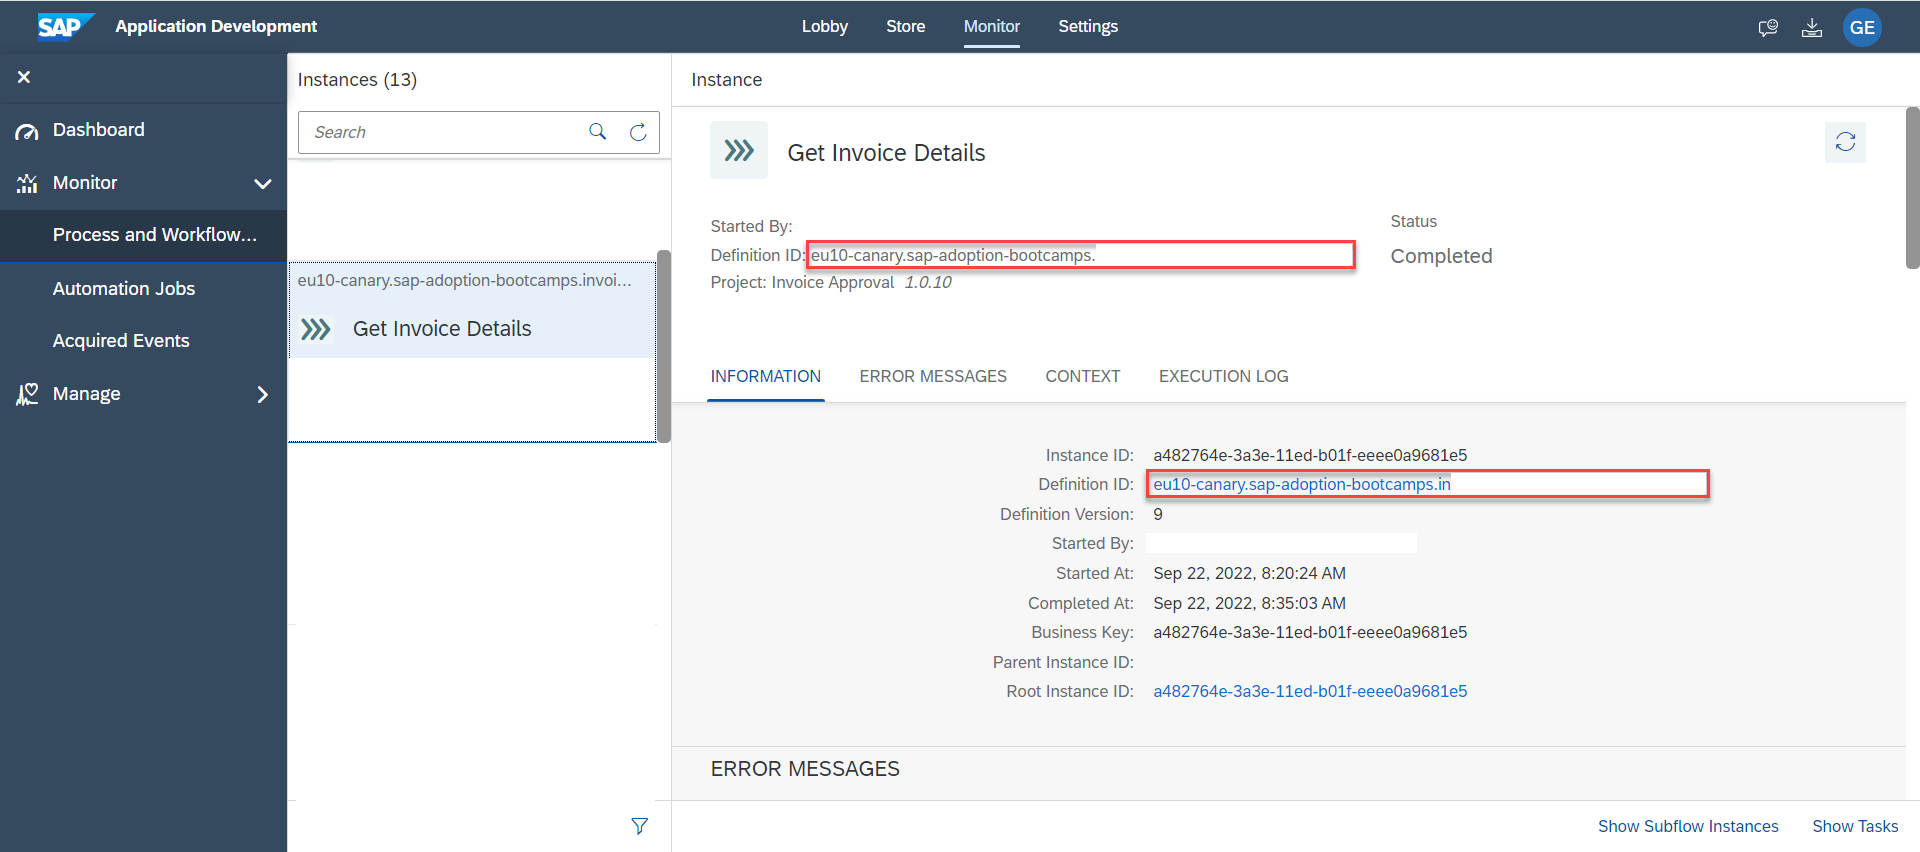 SAP Application Development Lobby Store Monitor Settings GE
Dashboard
Monitor
Process and Workflow...
Automation Jobs
Acquired Events
Manage
Instances (13)
Search
eu10-canary.sap-adoption-bootcamps.invoi...
Get Invoice Details
Instance
Get Invoice Details
Started By:
Definition ID: eu10-canary.sap-adoption-bootcamps.
Project: Invoice Approval 1.0.10
Status
Completed
INFORMATION ERROR MESSAGES CONTEXT EXECUTION LOG
Instance ID: a482764e-3a3e-11ed-b01f-eeee0a9681e5
Definition ID: eu10-canary.sap-adoption-bootcamps.in
Definition Version: 9
Started By:
Started At: Sep 22, 2022, 8:20:24 AM
Completed At: Sep 22, 2022, 8:35:03 AM
Business Key: a482764e-3a3e-11ed-b01f-eeee0a9681e5
Parent Instance ID:
Root Instance ID: a482764e-3a3e-11ed-b01f-eeee0a9681e5
ERROR MESSAGES
Show Subflow Instances Show Tasks